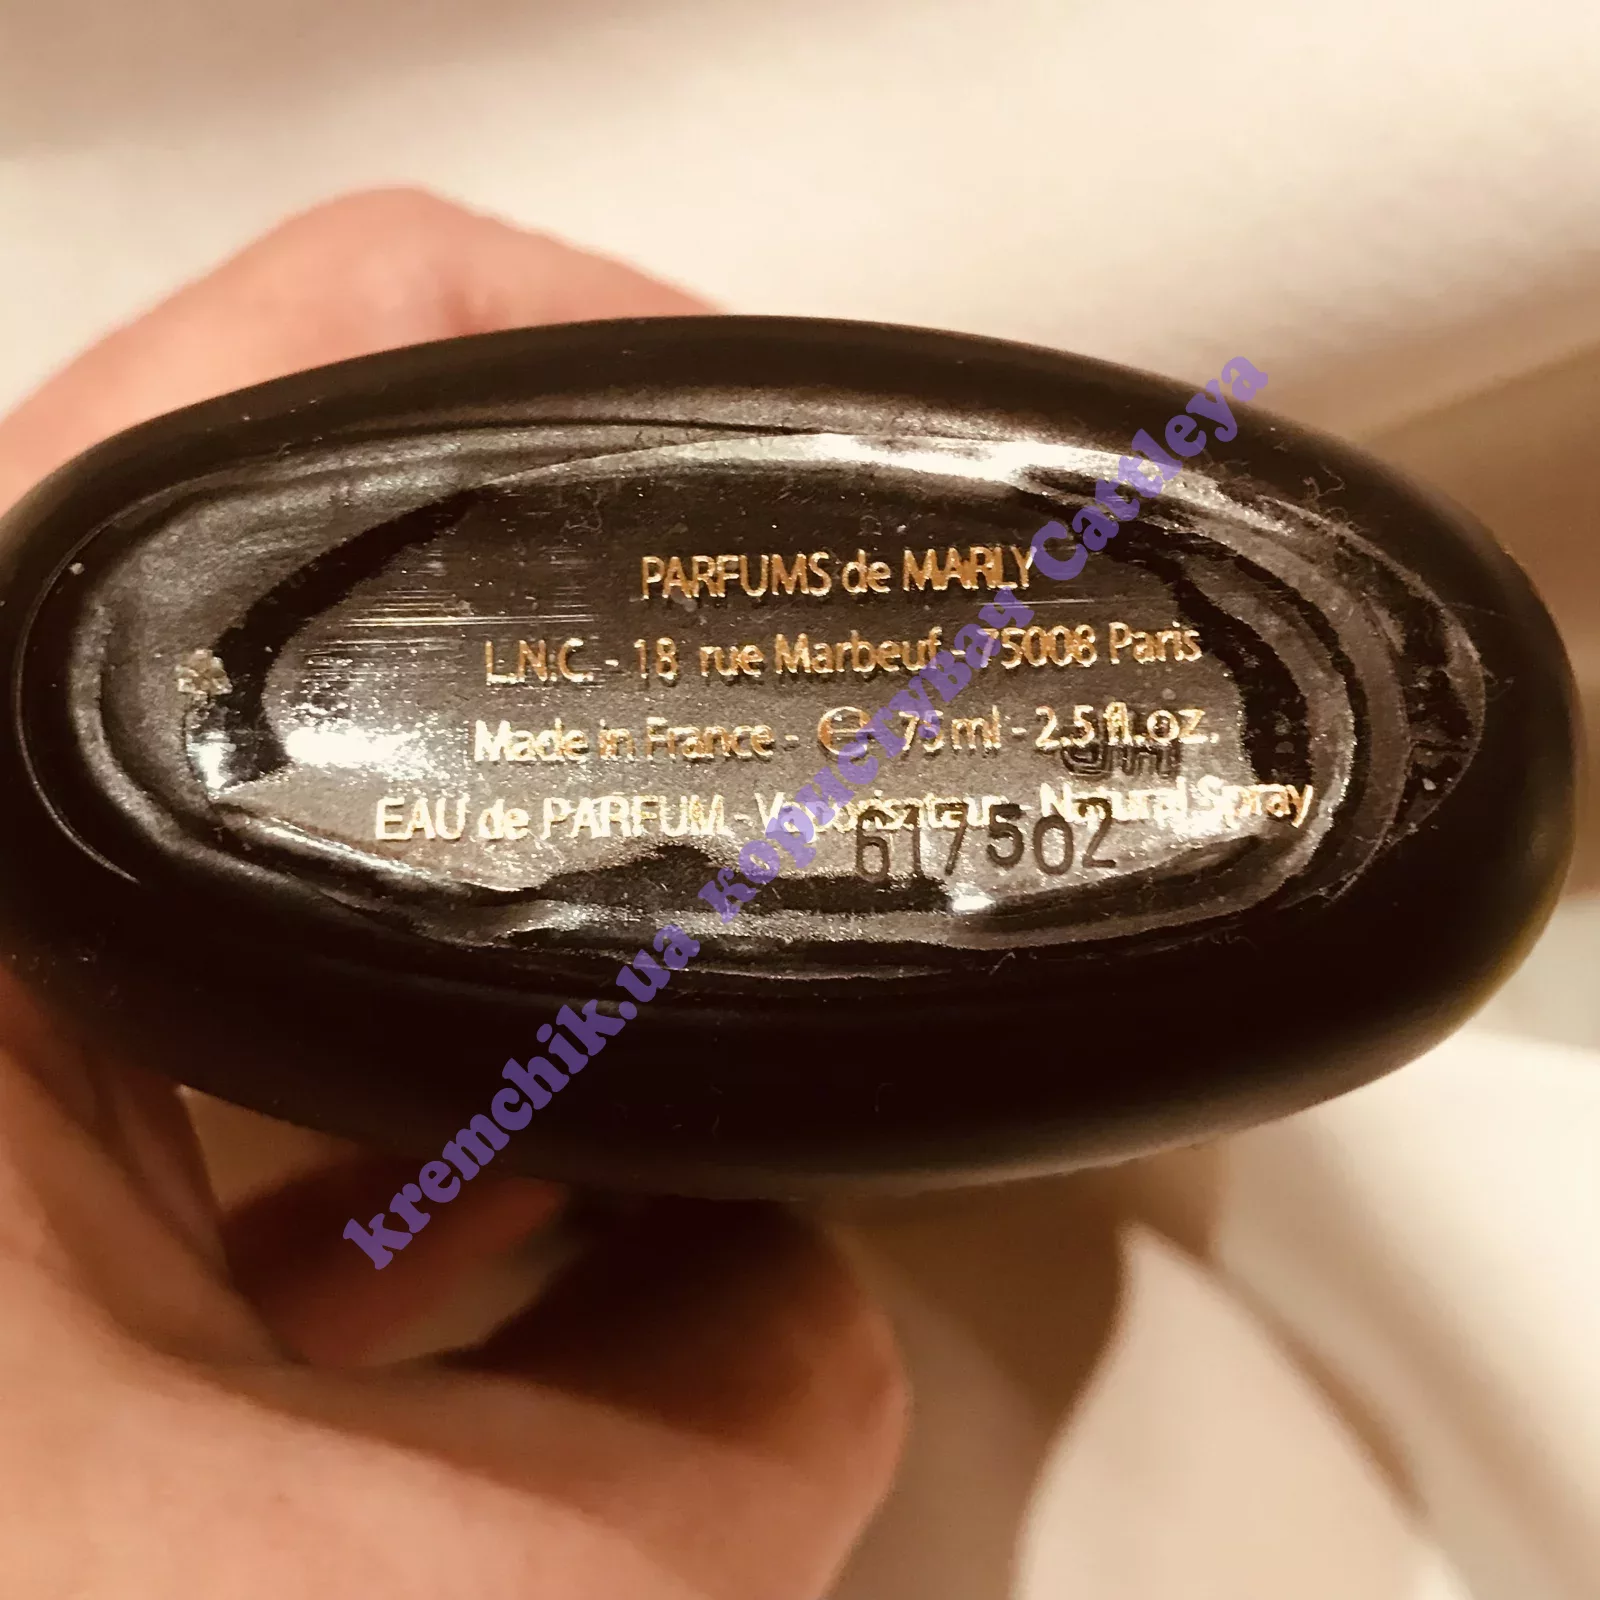 PARFUMS de MARLY
L.N.C. - 18 rue Marbeuf - 75008 Paris
Made in France - ℮ 75 ml - 2.5 fl.oz.
EAU de PARFUM - Vaporisateur - Natural Spray
617502
kremchik.ua користувач Cattleya